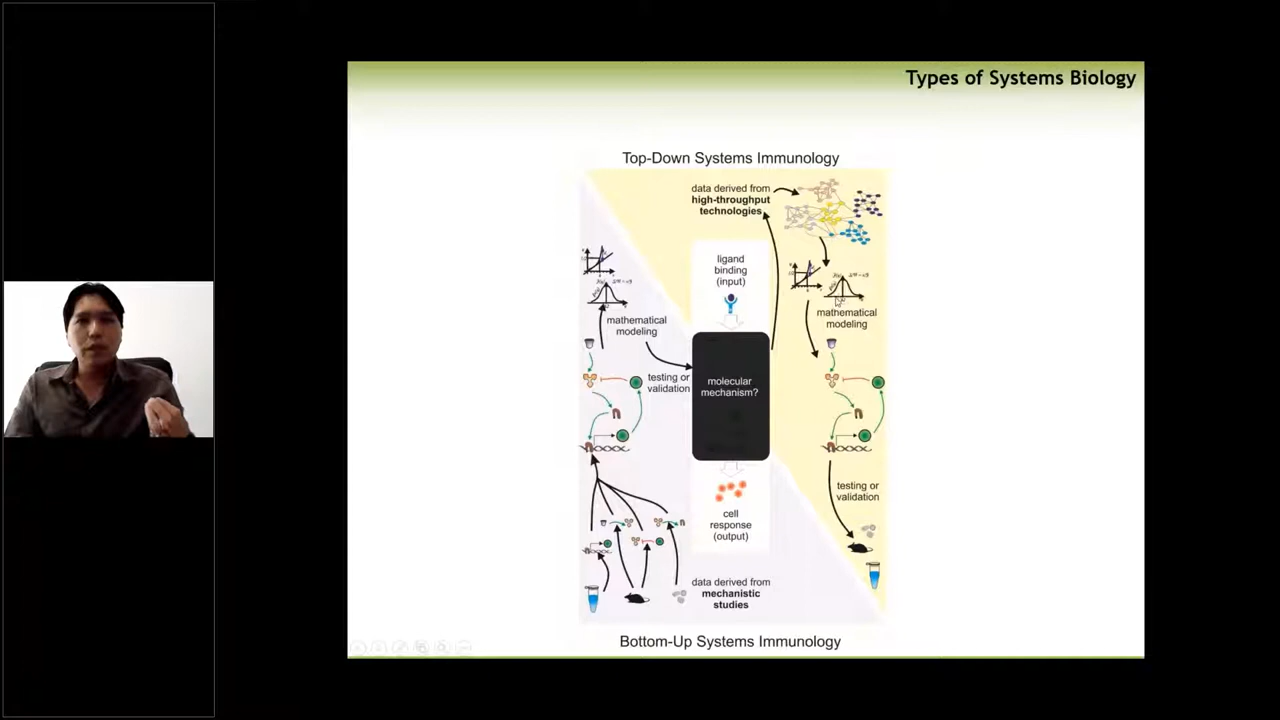 Types of Systems Biology
Top-Down Systems Immunology
data derived from
high-throughput
technologies
ligand
binding
(input)
mathematical
modeling
mathematical
modeling
testing or
validation
molecular
mechanism?
testing or
validation
cell
response
(output)
data derived from
mechanistic
studies
Bottom-Up Systems Immunology